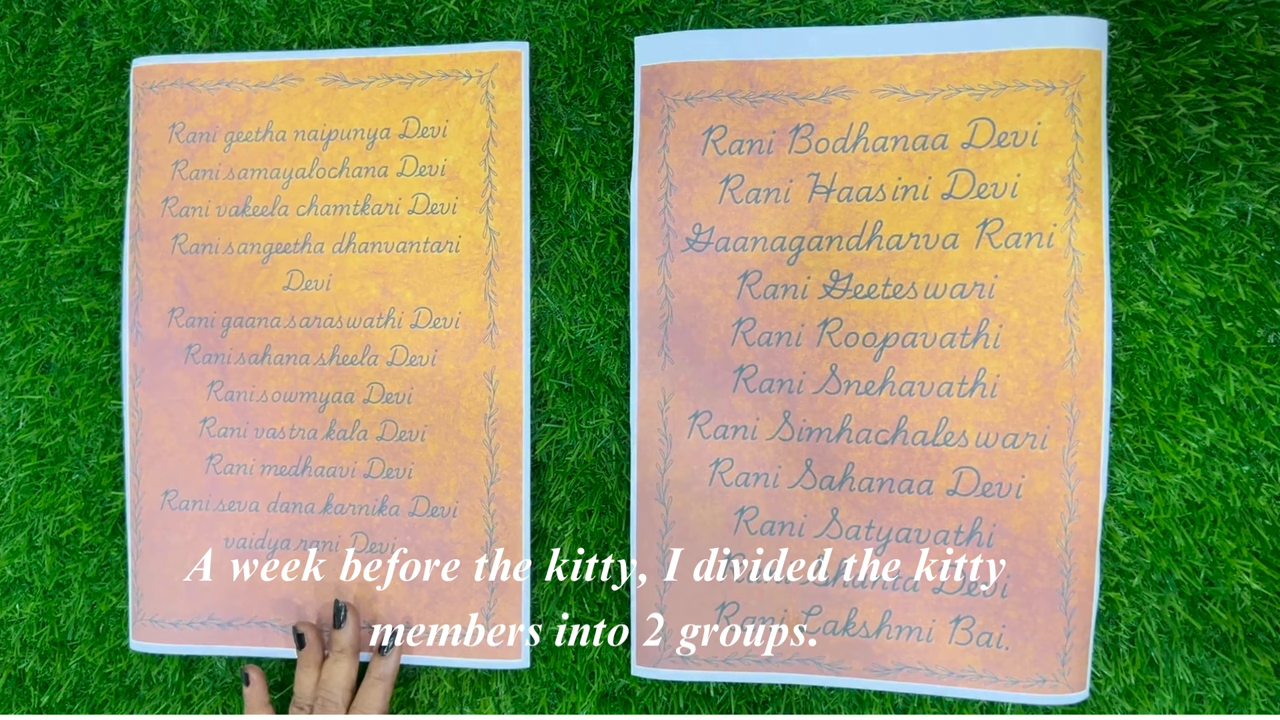 Rani geetha naipunya Devi
Rani samayalochana Devi
Rani vakeela chamtkari Devi
Rani sangeetha dhanvantari
Devi
Rani gaana saraswathi Devi
Rani sahana sheela Devi
Rani sowmyaa Devi
Rani vastra kala Devi
Rani medhaavi Devi
Rani seva dana karnika Devi
vaidya rani Devi
Rani Bodhanaa Devi
Rani Haasini Devi
Gaanagandharva Rani
Rani Geeteswari
Rani Roopavathi
Rani Snehavathi
Rani Simhachaleswari
Rani Sahanaa Devi
Rani Satyavathi
Rani Shanta Devi
Rani Lakshmi Bai.
A week before the kitty, I divided the kitty
members into 2 groups.